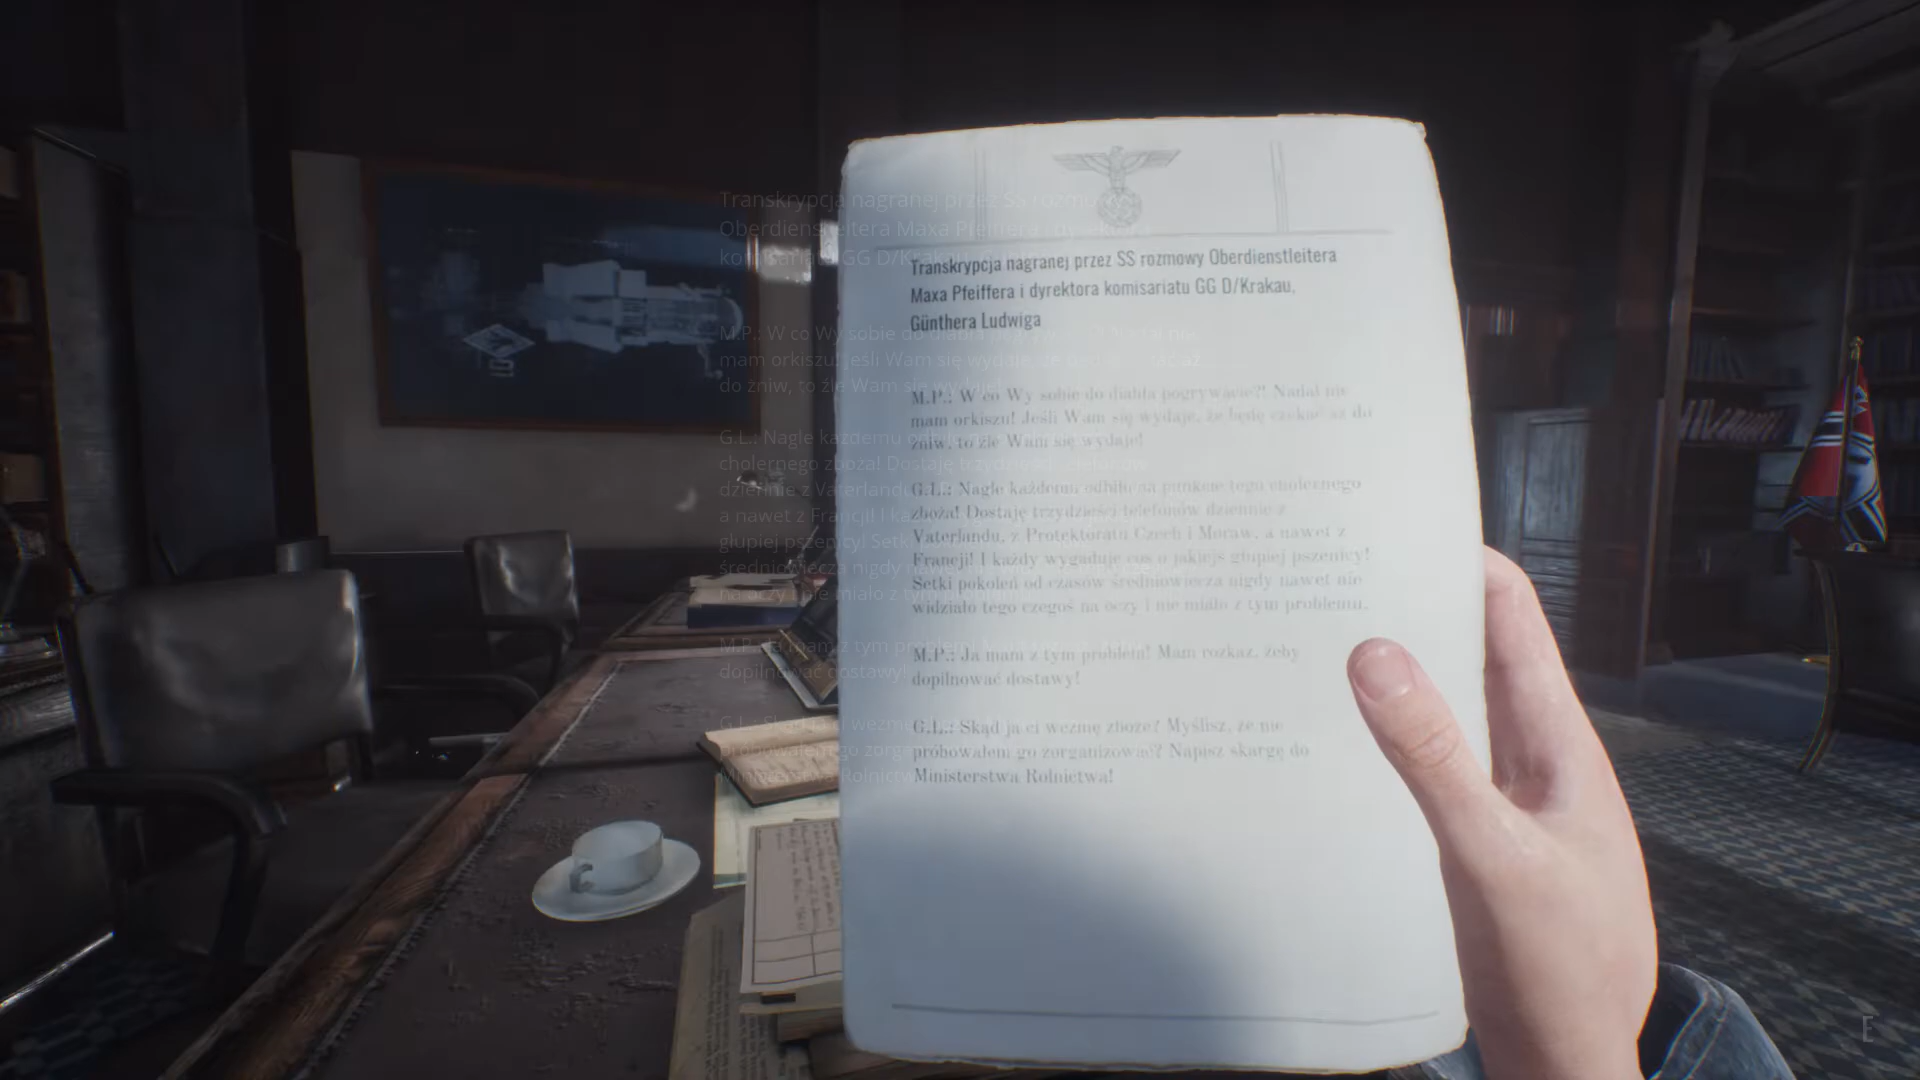 Transkrypcja nagranej przez SS rozmowy Oberdienstleitera
Maxa Pfeiffera i dyrektora komisariatu GG D/Krakau,
Günthera Ludwiga
M.P.: W co Wy sobie do diabła pogrywacie?! Nadal nie
mam orkiszu! Jeśli Wam się wydaje, że będę czekać aż do
żniw, to źle Wam się wydaje!
G.L.: Nagle każdemu odbiło na punkcie tego cholernego
zboża! Dostaję trzydzieści telefonów dziennie z
Vaterlandu, z Protektoratu Czech i Moraw, a nawet z
Francji! I każdy wygaduje coś o jakiejś głupiej pszenicy!
Setki pokoleń od czasów średniowiecza nigdy nawet nie
widziało tego czegoś na oczy i nie miało z tym problemu.
M.P.: Ja mam z tym problem! Mam rozkaz, żeby
dopilnować dostawy!
G.L.: Skąd ja ci wezmę zboże? Myślisz, że nie
próbowałem go zorganizować? Napisz skargę do
Ministerstwa Rolnictwa!
E